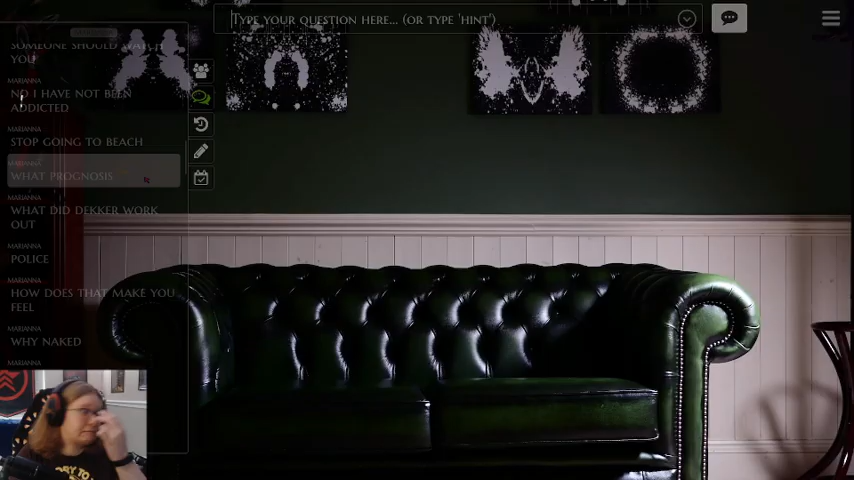 TYPE YOUR QUESTION HERE... (OR TYPE 'HINT')
SOMEONE SHOULD WATCH
YOU
MARIANNA
NO I HAVE NOT BEEN
ADDICTED
MARIANNA
STOP GOING TO BEACH
MARIANNA
WHAT PROGNOSIS
MARIANNA
WHAT DID DEKKER WORK
OUT
MARIANNA
POLICE
MARIANNA
HOW DOES THAT MAKE YOU
FEEL
MARIANNA
WHY NAKED
MARIANNA